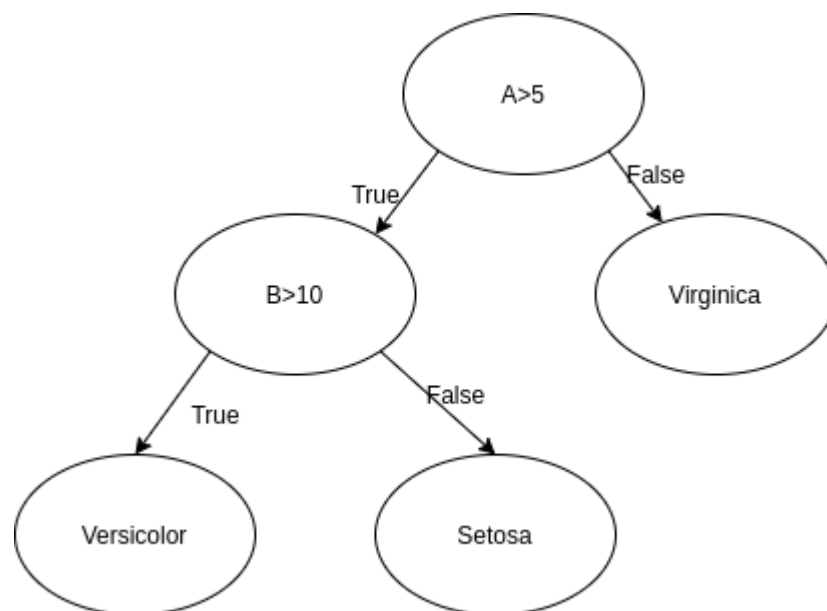 A>5
True
False
B>10
Virginica
True
False
Versicolor
Setosa